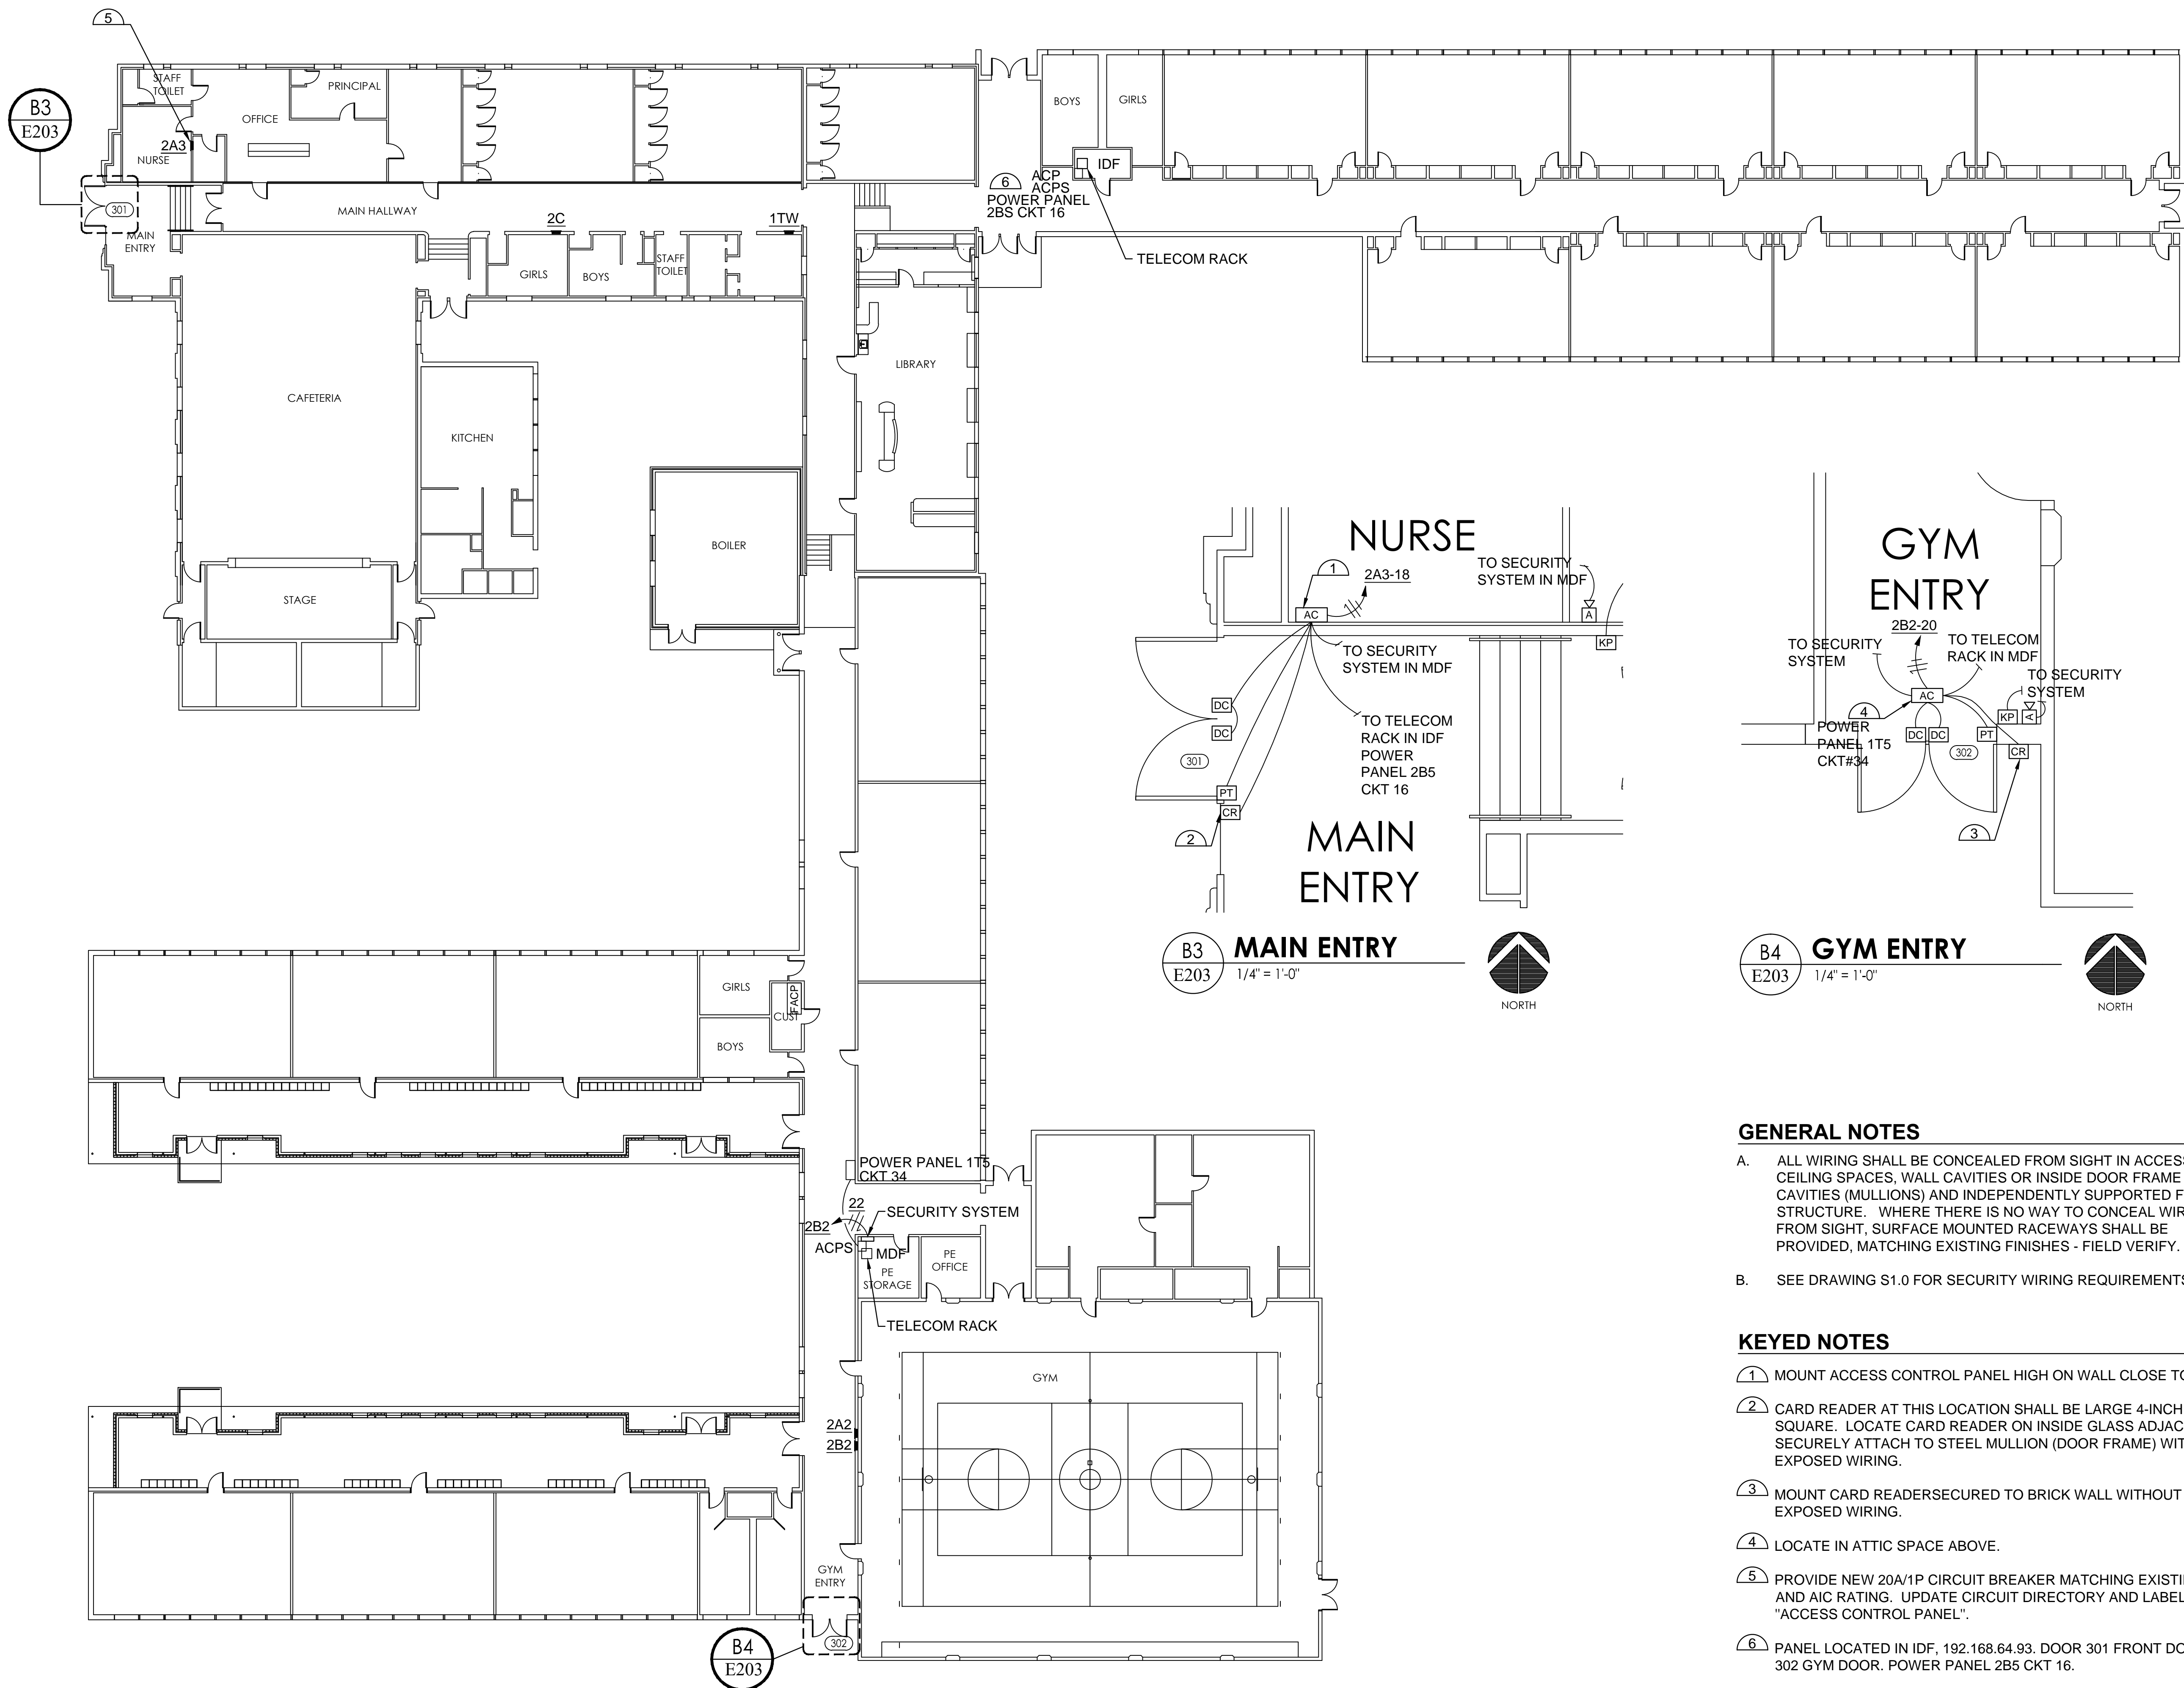 5
B3
E203
STAFF
TOILET
PRINCIPAL
OFFICE
2A3
NURSE
301
MAIN HALLWAY
MAIN
ENTRY
2C
1TW
GIRLS
BOYS
STAFF
TOILET
BOYS
GIRLS
IDF
6
ACP
ACPS
POWER PANEL
2BS CKT 16
TELECOM RACK
LIBRARY
CAFETERIA
KITCHEN
BOILER
STAGE
NURSE
1
2A3-18
TO SECURITY
SYSTEM IN MDF
AC
A
KP
TO SECURITY
SYSTEM IN MDF
DC
DC
301
TO TELECOM
RACK IN IDF
POWER
PANEL 2B5
CKT 16
PT
CR
2
MAIN
ENTRY
B3
E203
MAIN ENTRY
1/4" = 1'-0"
NORTH
GYM
ENTRY
2B2-20
TO SECURITY
SYSTEM
TO TELECOM
RACK IN MDF
TO SECURITY
SYSTEM
AC
4
POWER
PANEL 1T5
CKT#34
DC
DC
PT
KP
A
302
CR
3
B4
E203
GYM ENTRY
1/4" = 1'-0"
NORTH
GIRLS
FACP
CUST
BOYS
POWER PANEL 1T5
CKT 34
22
2B2
SECURITY SYSTEM
ACPS
MDF
PE
STORAGE
PE
OFFICE
TELECOM RACK
GYM
2A2
2B2
GYM
ENTRY
302
B4
E203
GENERAL NOTES
A. ALL WIRING SHALL BE CONCEALED FROM SIGHT IN ACCESS
CEILING SPACES, WALL CAVITIES OR INSIDE DOOR FRAME
CAVITIES (MULLIONS) AND INDEPENDENTLY SUPPORTED F
STRUCTURE. WHERE THERE IS NO WAY TO CONCEAL WIR
FROM SIGHT, SURFACE MOUNTED RACEWAYS SHALL BE
PROVIDED, MATCHING EXISTING FINISHES - FIELD VERIFY.
B. SEE DRAWING S1.0 FOR SECURITY WIRING REQUIREMENTS
KEYED NOTES
1 MOUNT ACCESS CONTROL PANEL HIGH ON WALL CLOSE TO
2 CARD READER AT THIS LOCATION SHALL BE LARGE 4-INCH
SQUARE. LOCATE CARD READER ON INSIDE GLASS ADJAC
SECURELY ATTACH TO STEEL MULLION (DOOR FRAME) WIT
EXPOSED WIRING.
3 MOUNT CARD READERSECURED TO BRICK WALL WITHOUT
EXPOSED WIRING.
4 LOCATE IN ATTIC SPACE ABOVE.
5 PROVIDE NEW 20A/1P CIRCUIT BREAKER MATCHING EXISTI
AND AIC RATING. UPDATE CIRCUIT DIRECTORY AND LABEL
"ACCESS CONTROL PANEL".
6 PANEL LOCATED IN IDF, 192.168.64.93. DOOR 301 FRONT DO
302 GYM DOOR. POWER PANEL 2B5 CKT 16.